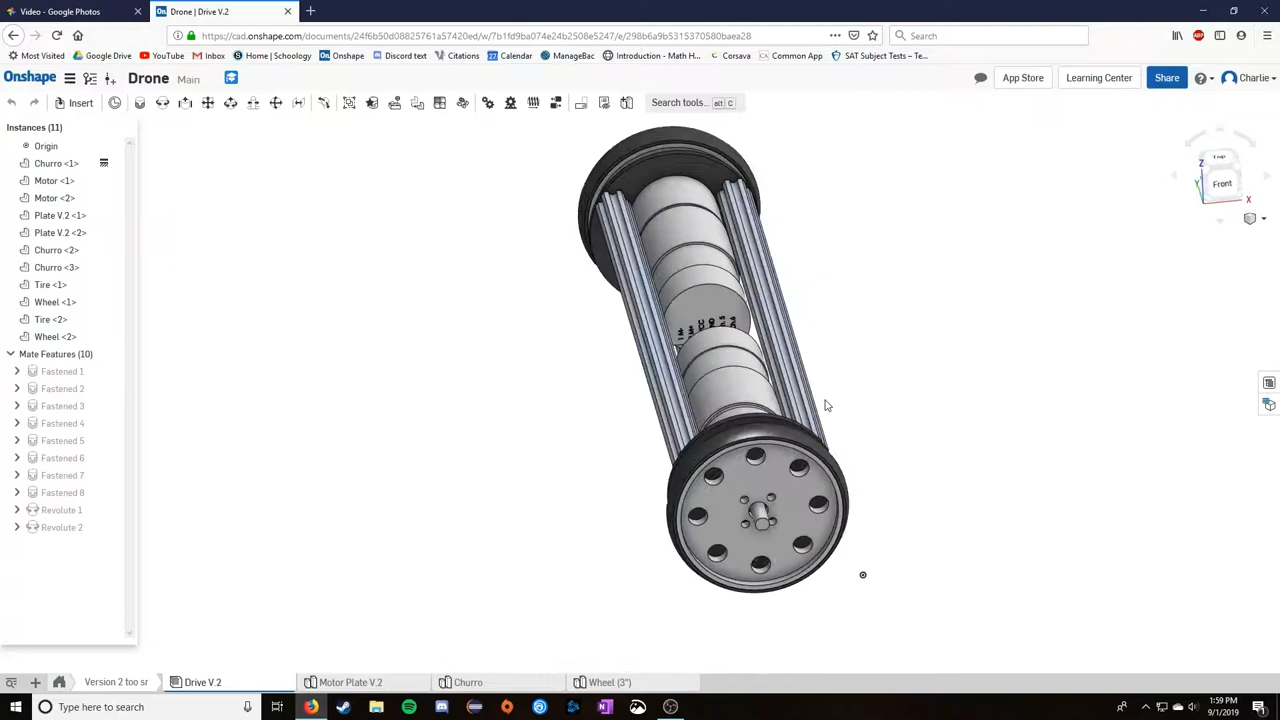 Video - Google Photos
On. Drone | Drive V.2
https://cad.onshape.com/documents/24f6b50d08825761a57420ed/w/7b1fd9ba074e24b2508e5247/e/298b6a9b5315370580baea28
Search
Most Visited
Google Drive
YouTube
Inbox
Home | Schoology
Onshape
Discord text
Citations
Calendar
ManageBac
Introduction - Math H...
Corsava
Common App
SAT Subject Tests – Te...
Onshape
Drone
Main
App Store
Learning Center
Share
Charlie
Insert
Search tools... alt C
Instances (11)
Origin
Churro <1>
Motor <1>
Motor <2>
Plate V.2 <1>
Plate V.2 <2>
Churro <2>
Churro <3>
Tire <1>
Wheel <1>
Tire <2>
Wheel <2>
Mate Features (10)
Fastened 1
Fastened 2
Fastened 3
Fastened 4
Fastened 5
Fastened 6
Fastened 7
Fastened 8
Revolute 1
Revolute 2
Top
Z
Y
Front
X
Version 2 too sr
Drive V.2
Motor Plate V.2
Churro
Wheel (3")
Type here to search
1:59 PM
9/1/2019